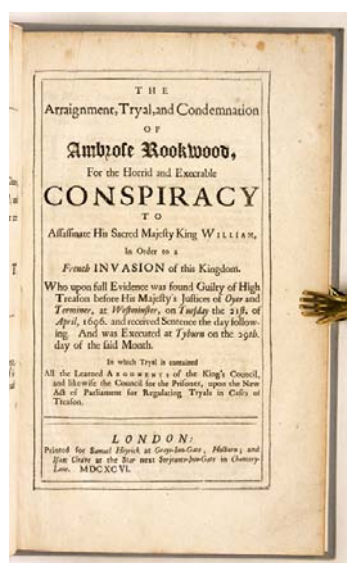 THE
Arraignment, Tryal, and Condemnation
OF
Ambrose Rookwood,
For the Horrid and Execrable
CONSPIRACY
TO
Assassinate His Sacred Majesty King WILLIAM,
In Order to a
French INVASION of this Kingdom.
Who upon full Evidence was found Guilty of High
Treason before His Majesty's Justices of Oyer and
Terminer, at Westminster, on Tuesday the 21st. of
April, 1696. and received Sentence the day follow-
ing. And was Executed at Tyburn on the 29th.
day of the said Month.
In which Tryal is contained
All the Learned ARGUMENTS of the King's Council,
and likewise the Council for the Prisoner, upon the New
Act of Parliament for Regulating Tryals in Cases of
Treason.
LONDON:
Printed for Samuel Heyrick at Grays-Inn-Gate, Holborn; and
Isaac Cleave at the Star next Serjeants-Inn-Gate in Chancery-
Lane. MDCXCVI.